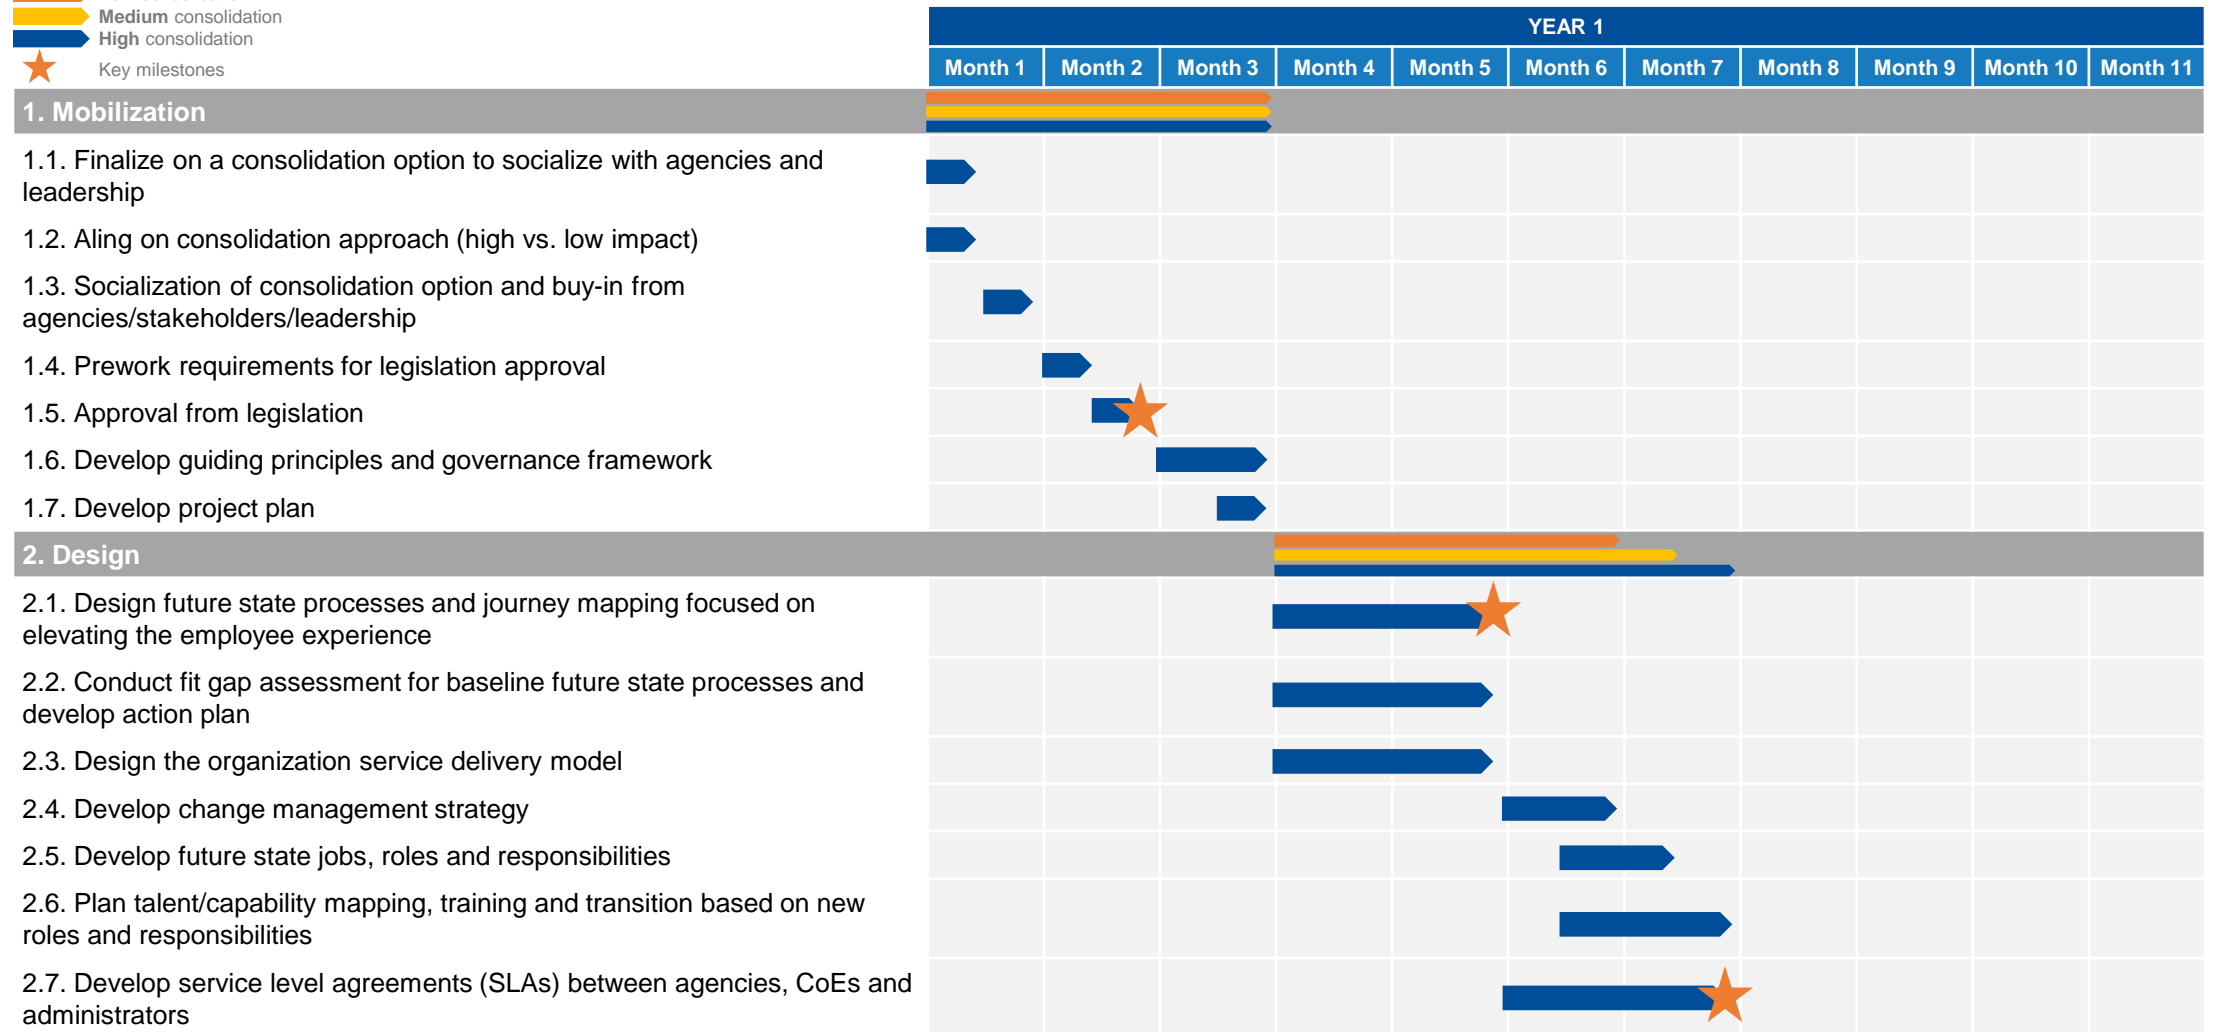 Medium consolidation
High consolidation
Key milestones
YEAR 1
Month 1 Month 2 Month 3 Month 4 Month 5 Month 6 Month 7 Month 8 Month 9 Month 10 Month 11
1. Mobilization
1.1. Finalize on a consolidation option to socialize with agencies and
leadership
1.2. Aling on consolidation approach (high vs. low impact)
1.3. Socialization of consolidation option and buy-in from
agencies/stakeholders/leadership
1.4. Prework requirements for legislation approval
1.5. Approval from legislation
1.6. Develop guiding principles and governance framework
1.7. Develop project plan
2. Design
2.1. Design future state processes and journey mapping focused on
elevating the employee experience
2.2. Conduct fit gap assessment for baseline future state processes and
develop action plan
2.3. Design the organization service delivery model
2.4. Develop change management strategy
2.5. Develop future state jobs, roles and responsibilities
2.6. Plan talent/capability mapping, training and transition based on new
roles and responsibilities
2.7. Develop service level agreements (SLAs) between agencies, CoEs and
administrators